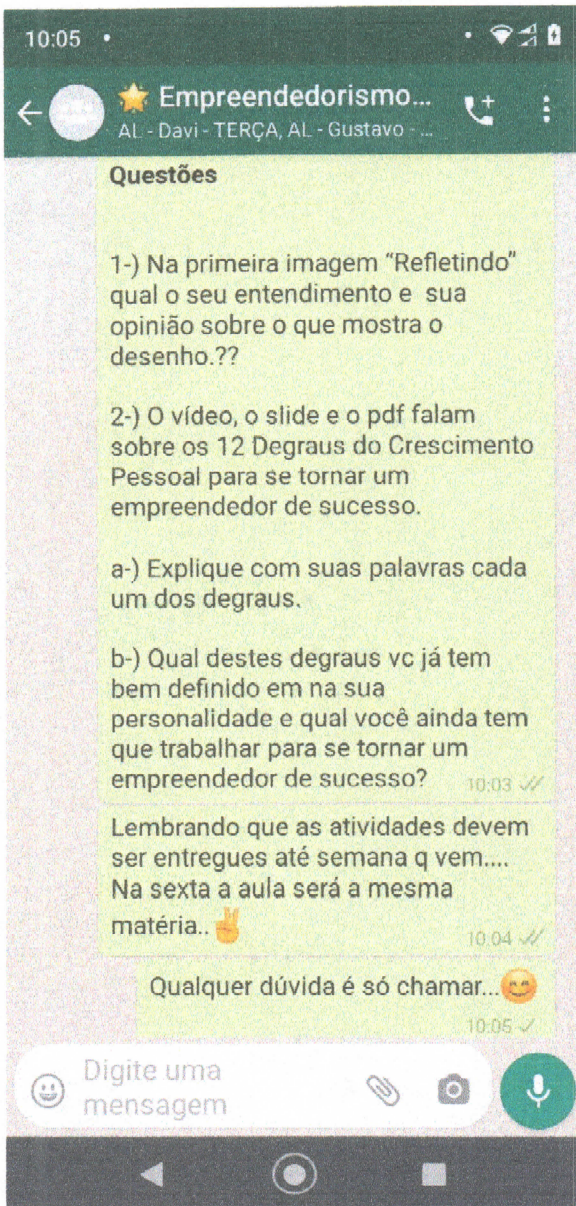 10:05
Empreendedorismo...
AL - Davi - TERÇA, AL - Gustavo - ...
Questões
1-) Na primeira imagem “Refletindo”
qual o seu entendimento e sua
opinião sobre o que mostra o
desenho.??
2-) O vídeo, o slide e o pdf falam
sobre os 12 Degraus do Crescimento
Pessoal para se tornar um
empreendedor de sucesso.
a-) Explique com suas palavras cada
um dos degraus.
b-) Qual destes degraus vc já tem
bem definido em na sua
personalidade e qual você ainda tem
que trabalhar para se tornar um
empreendedor de sucesso?
10:03
Lembrando que as atividades devem
ser entregues até semana q vem....
Na sexta a aula será a mesma
matéria..
10:04
Qualquer dúvida é só chamar...
10:05
Digite uma
mensagem